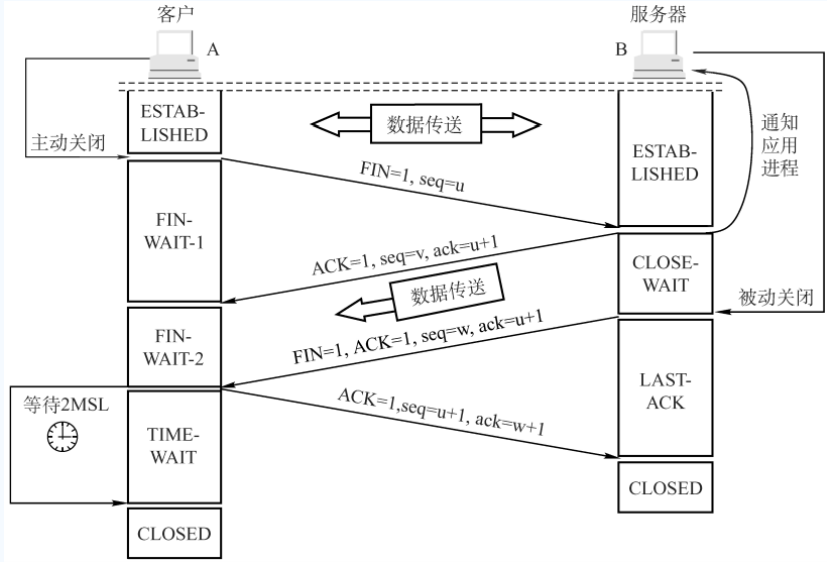 客户
服务器
A
B
ESTAB-
LISHED
数据传送
通知
应用
进程
主动关闭
FIN=1, seq=u
ESTAB-
LISHED
FIN-
WAIT-1
ACK=1, seq=v, ack=u+1
CLOSE-
WAIT
数据传送
被动关闭
FIN-
WAIT-2
FIN=1, ACK=1, seq=w, ack=u+1
LAST-
ACK
等待2MSL
ACK=1,seq=u+1, ack=w+1
TIME-
WAIT
CLOSED
CLOSED